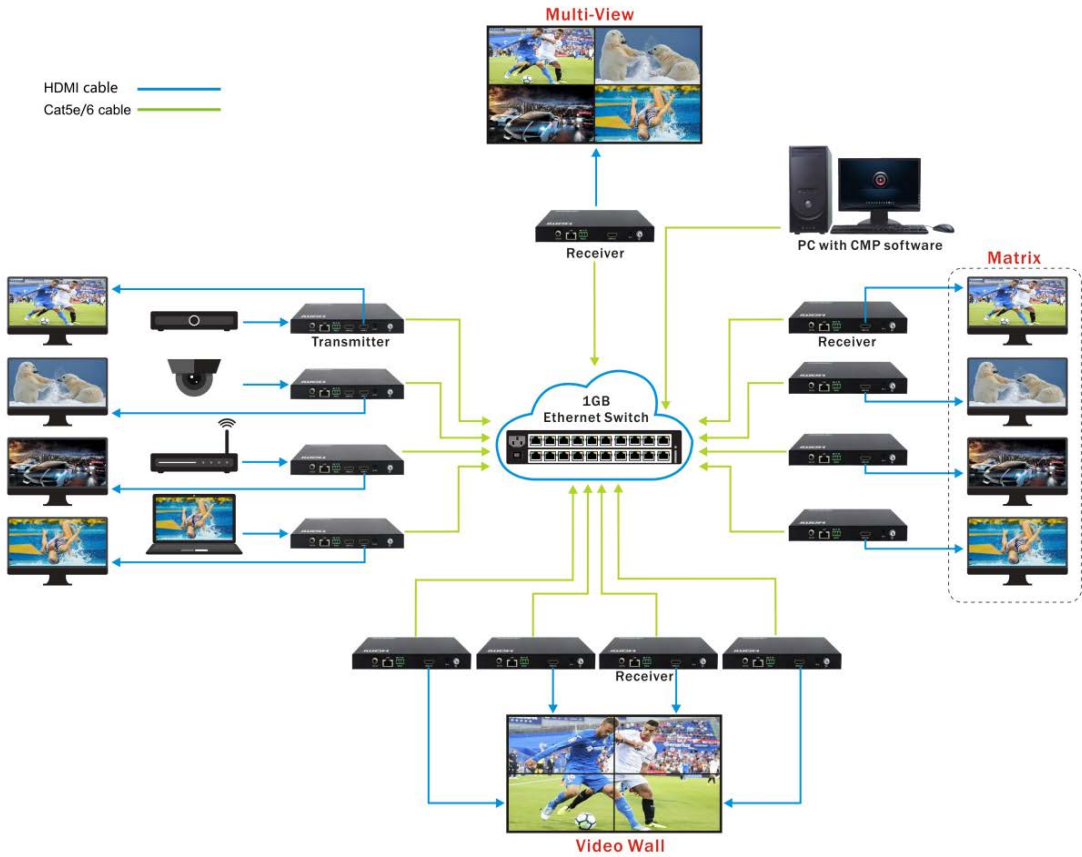 Multi-View
HDMI cable
Cat5e/6 cable
Receiver
PC with CMP software
Matrix
Transmitter
Receiver
1GB
Ethernet Switch
Receiver
Video Wall